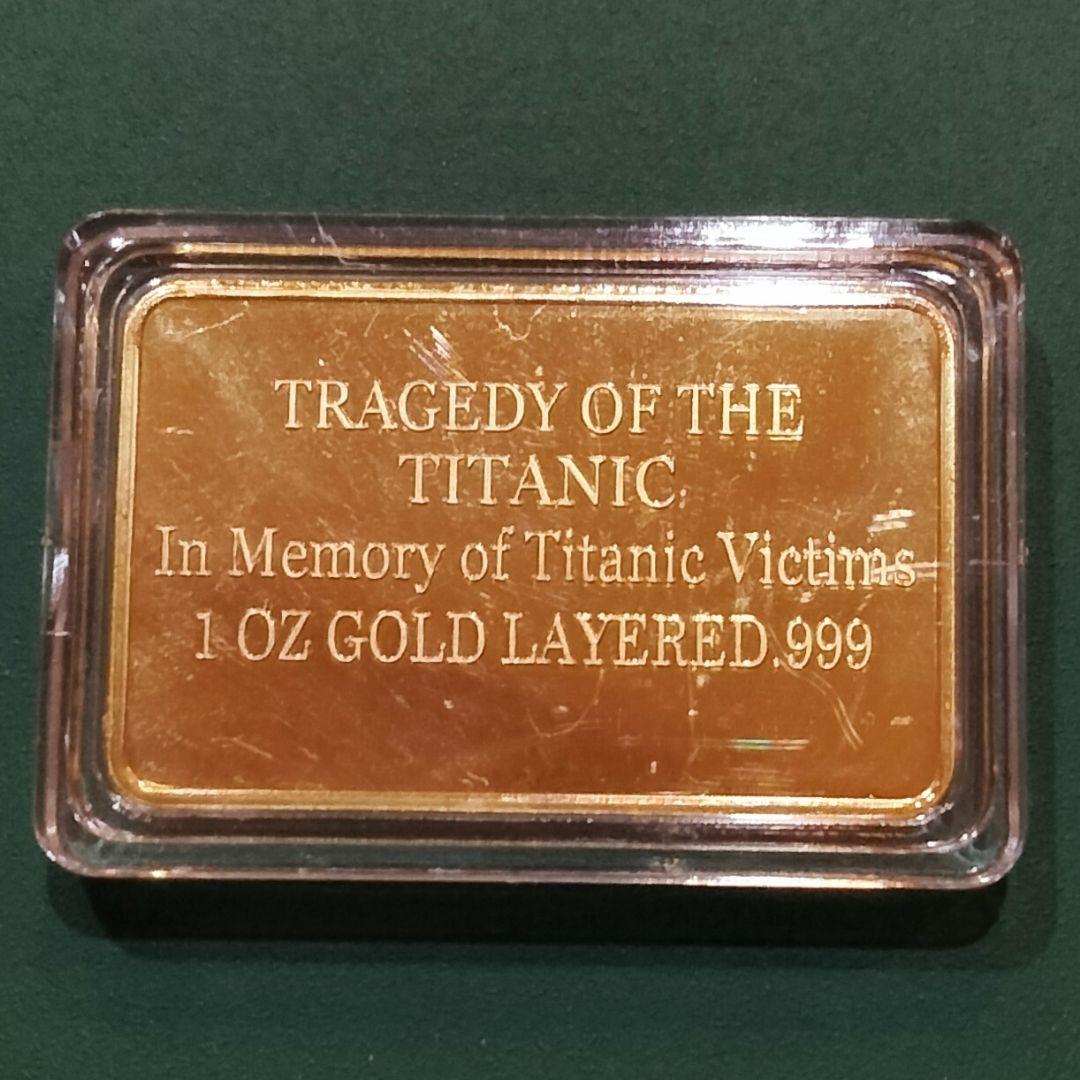 TRAGEDY OF THE
TITANIC
In Memory of Titanic Victims
1 OZ GOLD LAYERED.999